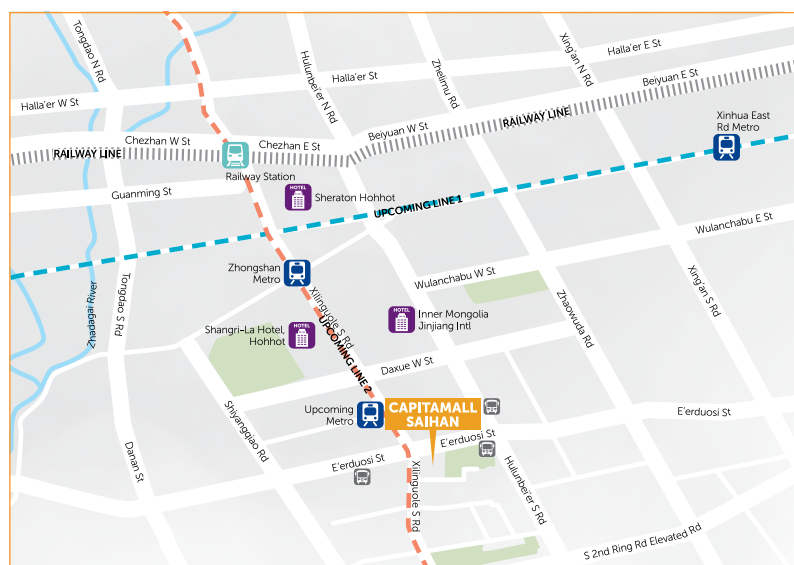 Tongdao N Rd
Hulunbei'er N Rd
Zhelimu Rd
Xing'an N Rd
Halla'er E St
Halla'er St
Halla'er W St
Beiyuan E St
Beiyuan W St
RAILWAY LINE
Xinhua East
Rd Metro
Chezhan W St
Chezhan E St
RAILWAY LINE
Railway Station
Guanming St
HOTEL
Sheraton Hohhot
UPCOMING LINE 1
Wulanchabu E St
Wulanchabu W St
Zhongshan
Metro
Zhadagai River
Tongdao S Rd
Xilinguole S Rd
UPCOMING LINE 2
HOTEL
Inner Mongolia
Jinjiang Intl
Zhaowuda Rd
Xing'an S Rd
Shangri-La Hotel,
Hohhot
HOTEL
Daxue W St
Shiyangqiao Rd
Upcoming
Metro
CAPITAMALL
SAIHAN
E'erduosi St
E'erduosi St
E'erduosi St
Danan St
Xilinguole S Rd
Hulunbei'er S Rd
S 2nd Ring Rd Elevated Rd